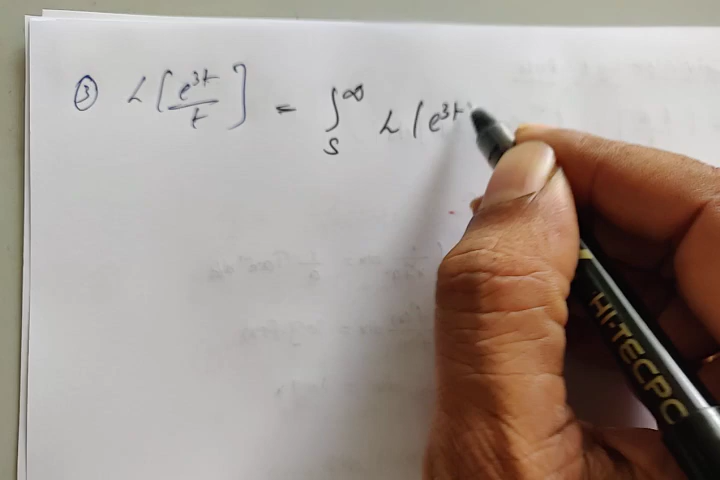 ③ L[e^{3t}/t] = ∫_S^∞ L(e^{3t}
HI-TECPC